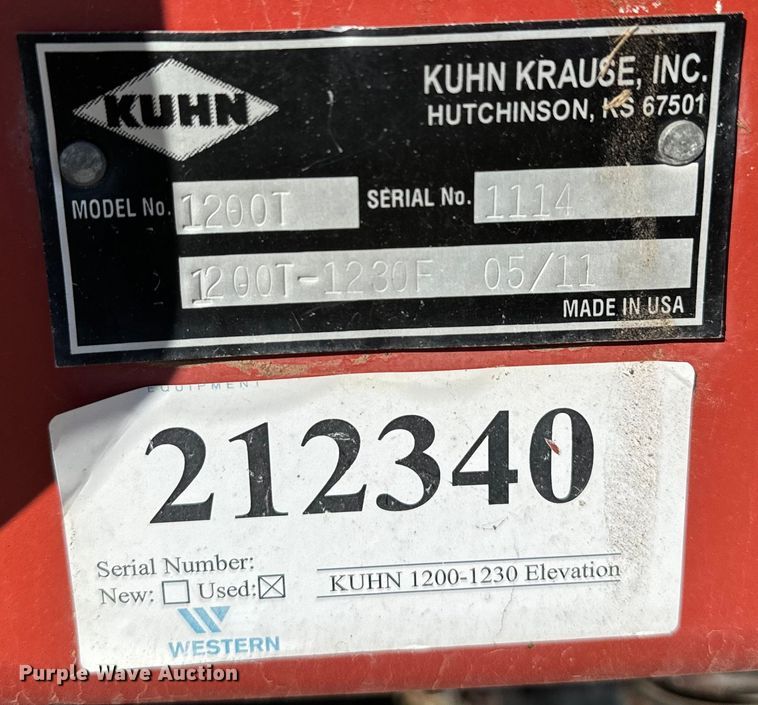 KUHN
KUHN KRAUSE, INC.
HUTCHINSON, KS 67501
MODEL No. 1200T SERIAL No. 1114
1200T-1230F 05/11
MADE IN USA
EQUIPMENT
212340
Serial Number:
New: Used: KUHN 1200-1230 Elevation
WESTERN
Purple Wave Auction